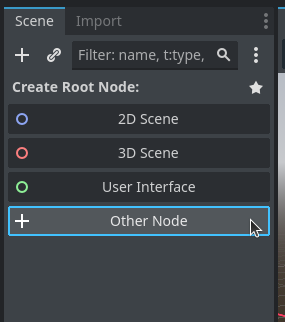 Scene Import
Filter: name, t:type,
Create Root Node:
2D Scene
3D Scene
User Interface
Other Node